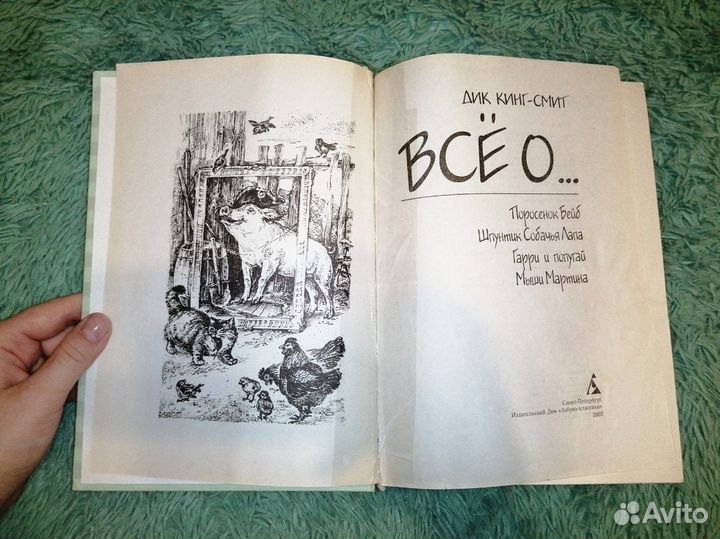 ДИК КИНГ-СМИТ
ВСЁ О...
Поросенок Бейб
Шпунтик Собачья Лапа
Гарри и попугай
Мыши Мартина
Санкт-Петербург
Издательский Дом «Азбука-классика»
2007
Avito